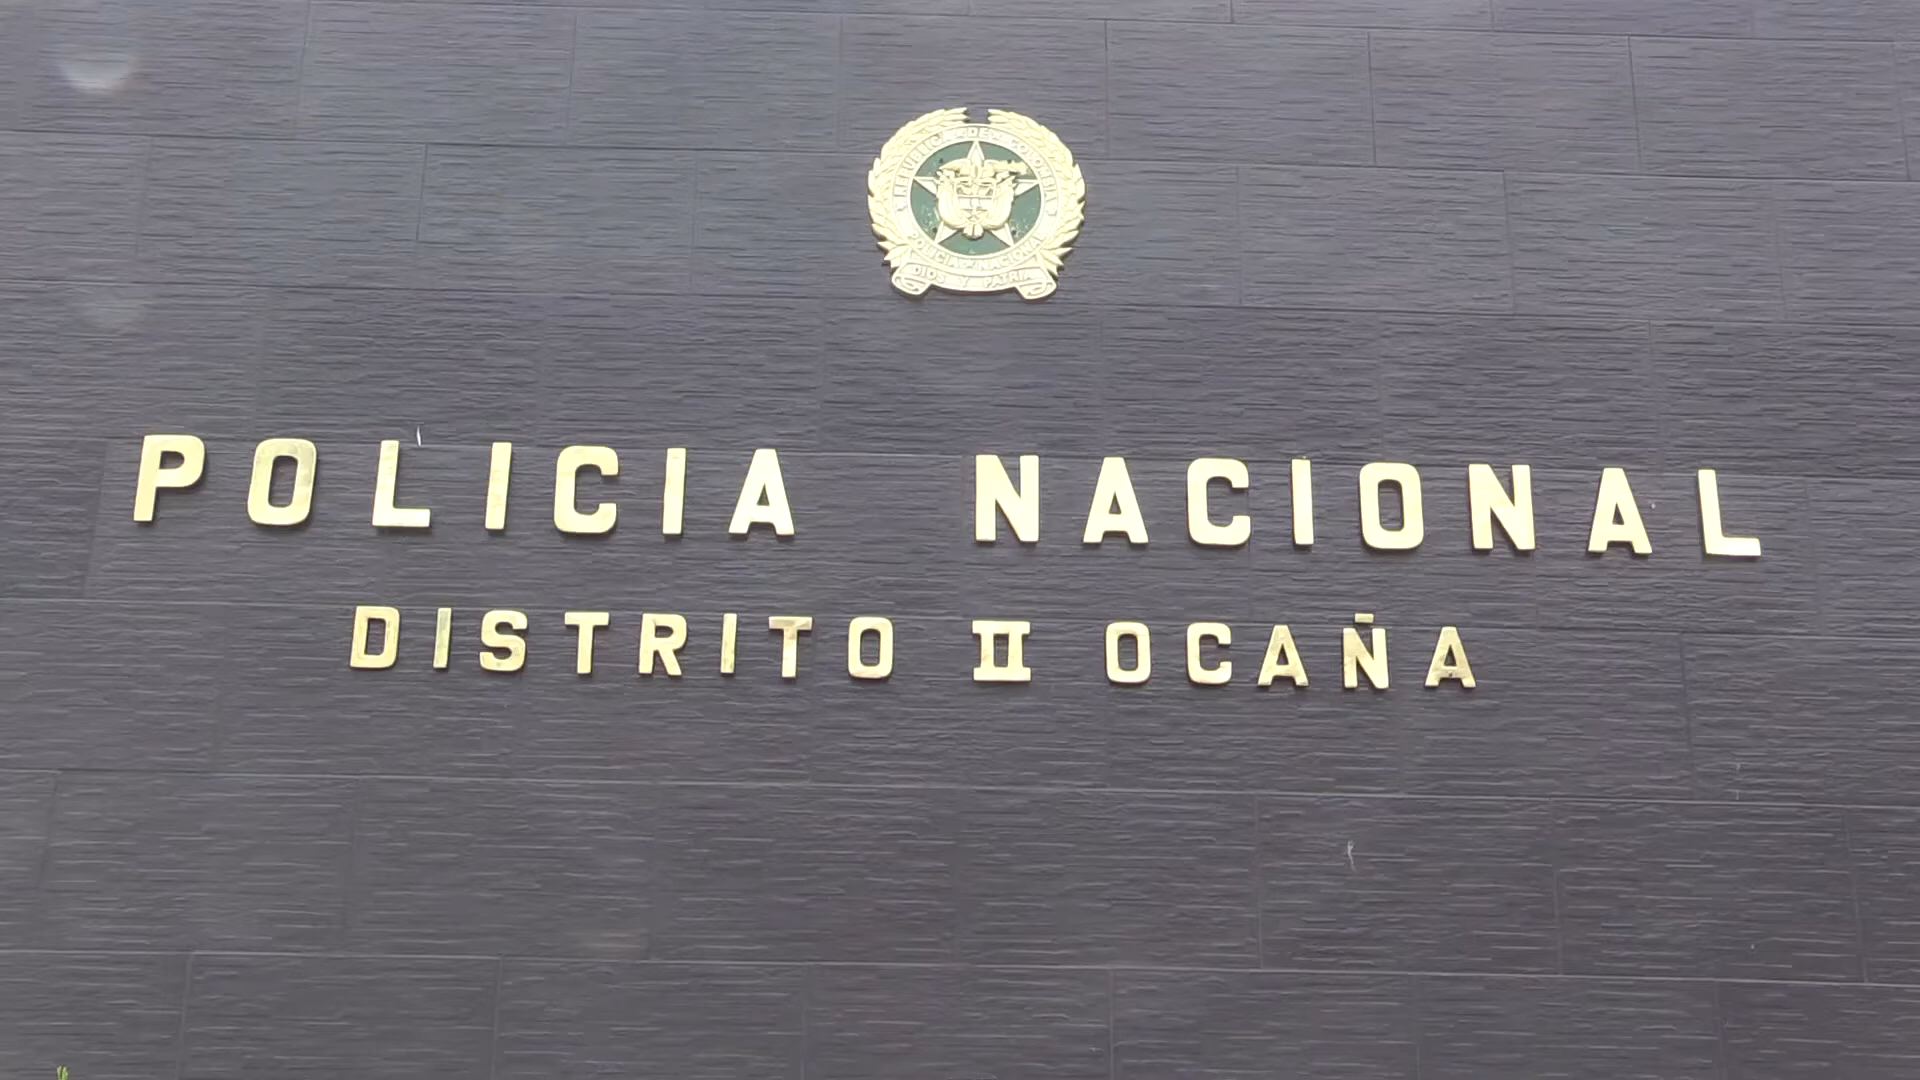 REPUBLICA DE COLOMBIA
POLICIA NACIONAL
DIOS Y PATRIA
POLICIA NACIONAL
DISTRITO II OCAÑA